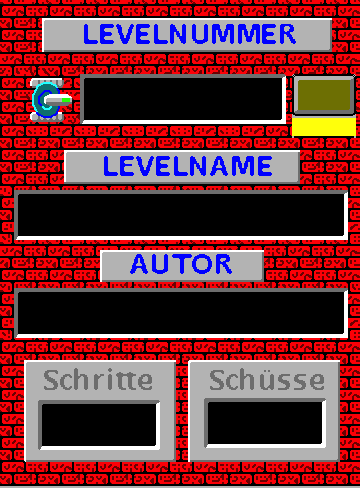 LEVELNUMMER
LEVELNAME
AUTOR
Schritte Schüsse